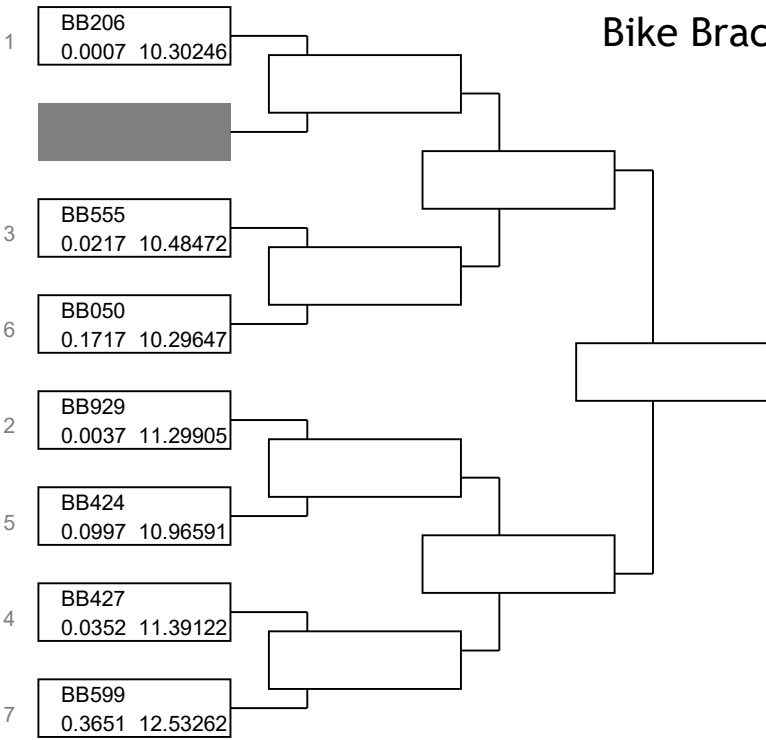 Bike Brac
1
BB206
0.0007 10.30246
3
BB555
0.0217 10.48472
6
BB050
0.1717 10.29647
2
BB929
0.0037 11.29905
5
BB424
0.0997 10.96591
4
BB427
0.0352 11.39122
7
BB599
0.3651 12.53262